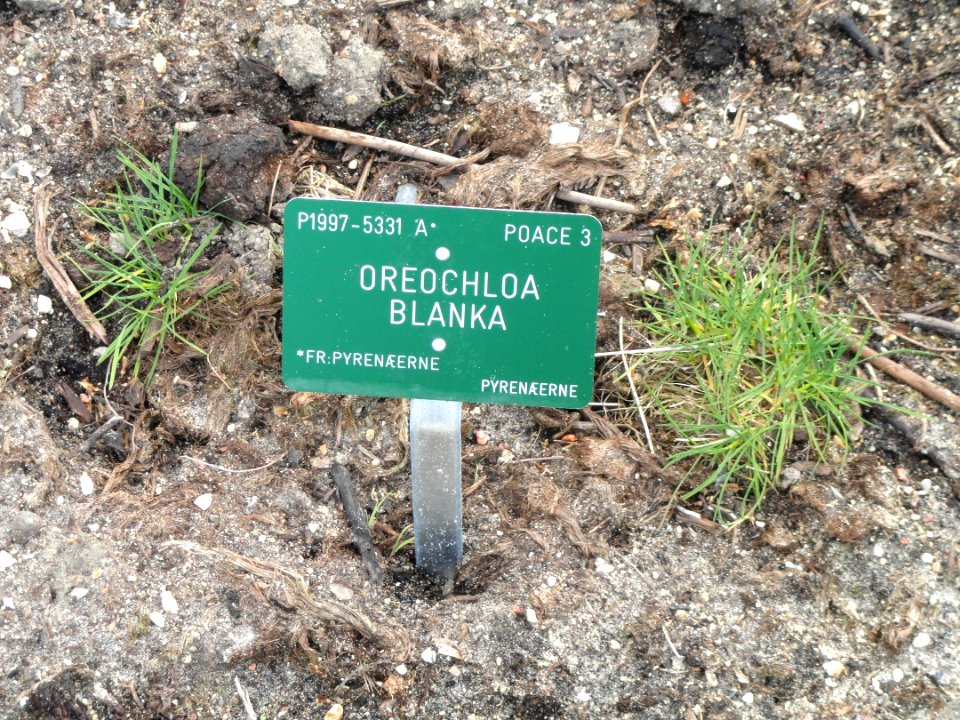 P1997-5331 A*
POACE 3
OREOCHLOA
BLANKA
*FR:PYRENÆERNE
PYRENÆERNE